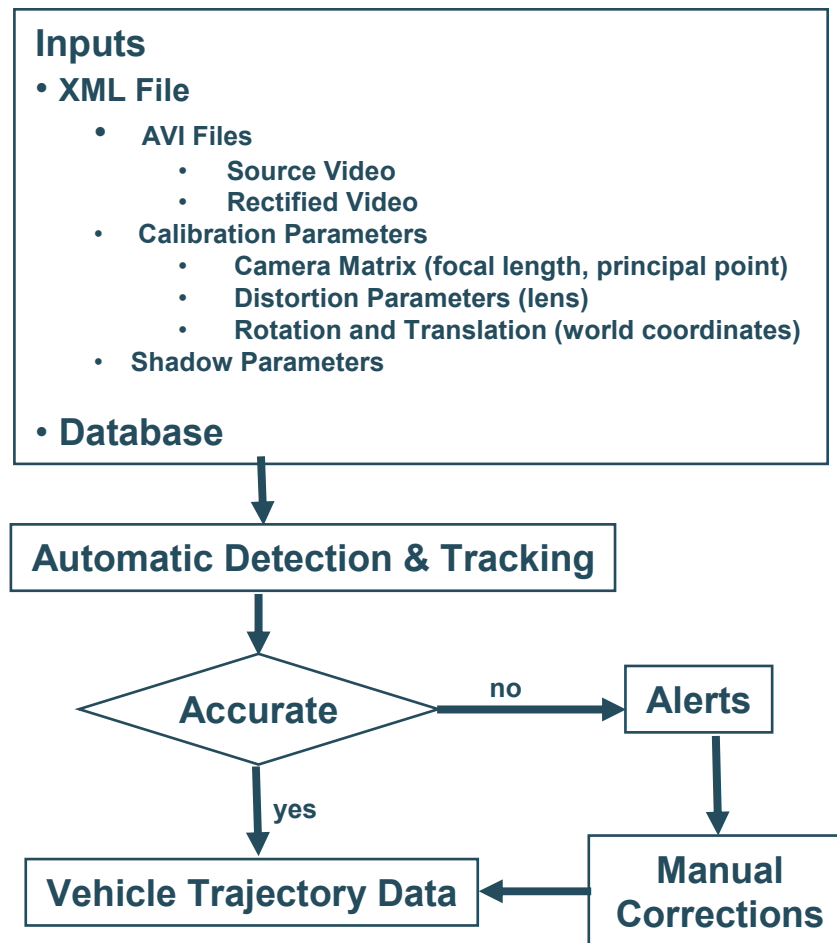 Inputs
• XML File
• AVI Files
• Source Video
• Rectified Video
• Calibration Parameters
• Camera Matrix (focal length, principal point)
• Distortion Parameters (lens)
• Rotation and Translation (world coordinates)
• Shadow Parameters
• Database
Automatic Detection & Tracking
Accurate
no
Alerts
yes
Vehicle Trajectory Data
Manual
Corrections